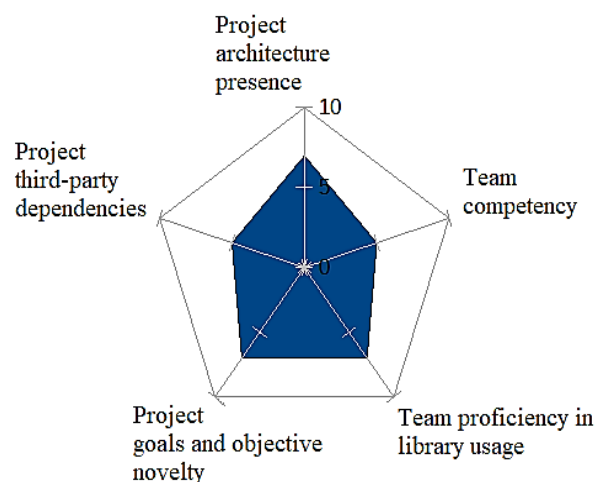 Project
architecture
presence
10
Project
third-party
dependencies
5
Team
competency
0
Project
goals and objective
novelty
Team proficiency in
library usage